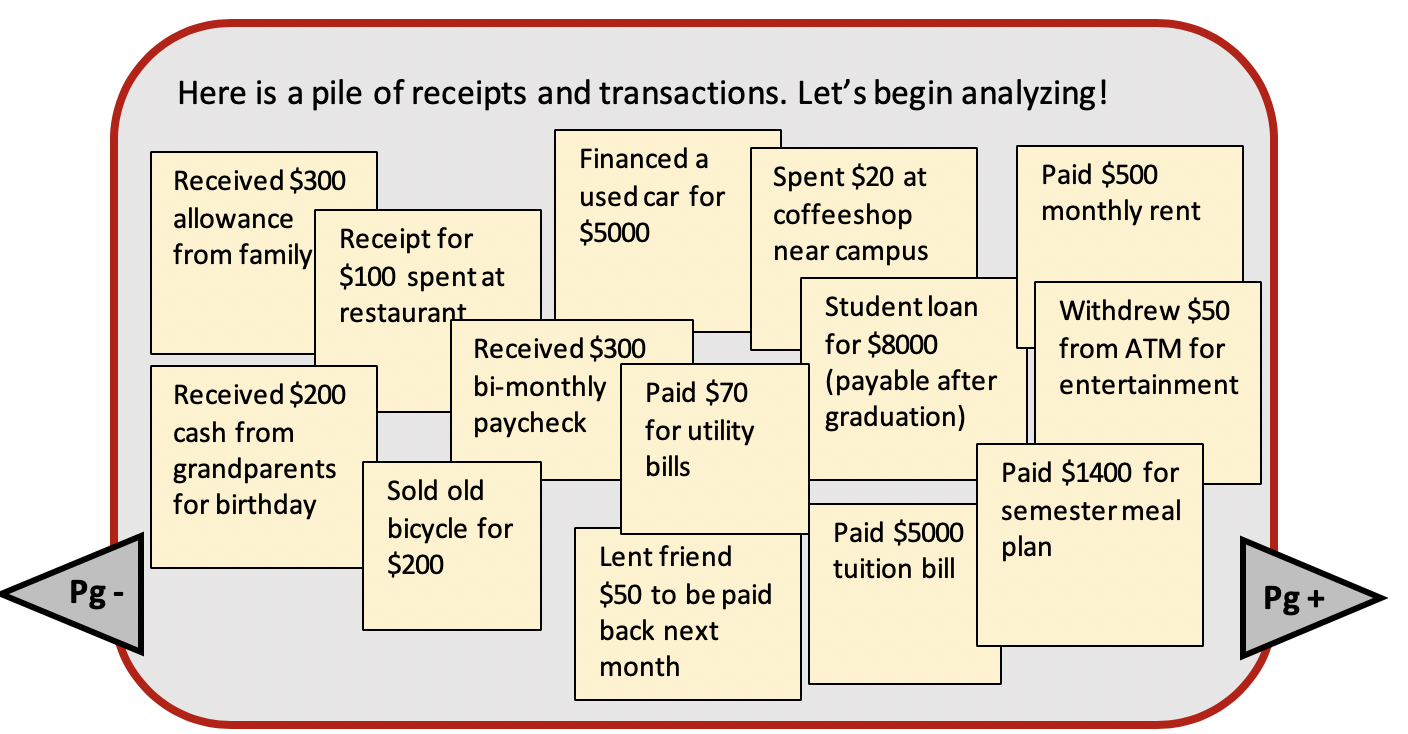 Here is a pile of receipts and transactions. Let's begin analyzing!
Received $300
allowance
from family
Receipt for
$100 spent at
restaurant
Financed a
used car for
$5000
Spent $20 at
coffeeshop
near campus
Paid $500
monthly rent
Received $300
bi-monthly
paycheck
Student loan
for $8000
(payable after
graduation)
Withdrew $50
from ATM for
entertainment
Received $200
cash from
grandparents
for birthday
Sold old
bicycle for
$200
Paid $70
for utility
bills
Lent friend
$50 to be paid
back next
month
Paid $5000
tuition bill
Paid $1400 for
semester meal
plan
Pg -
Pg +